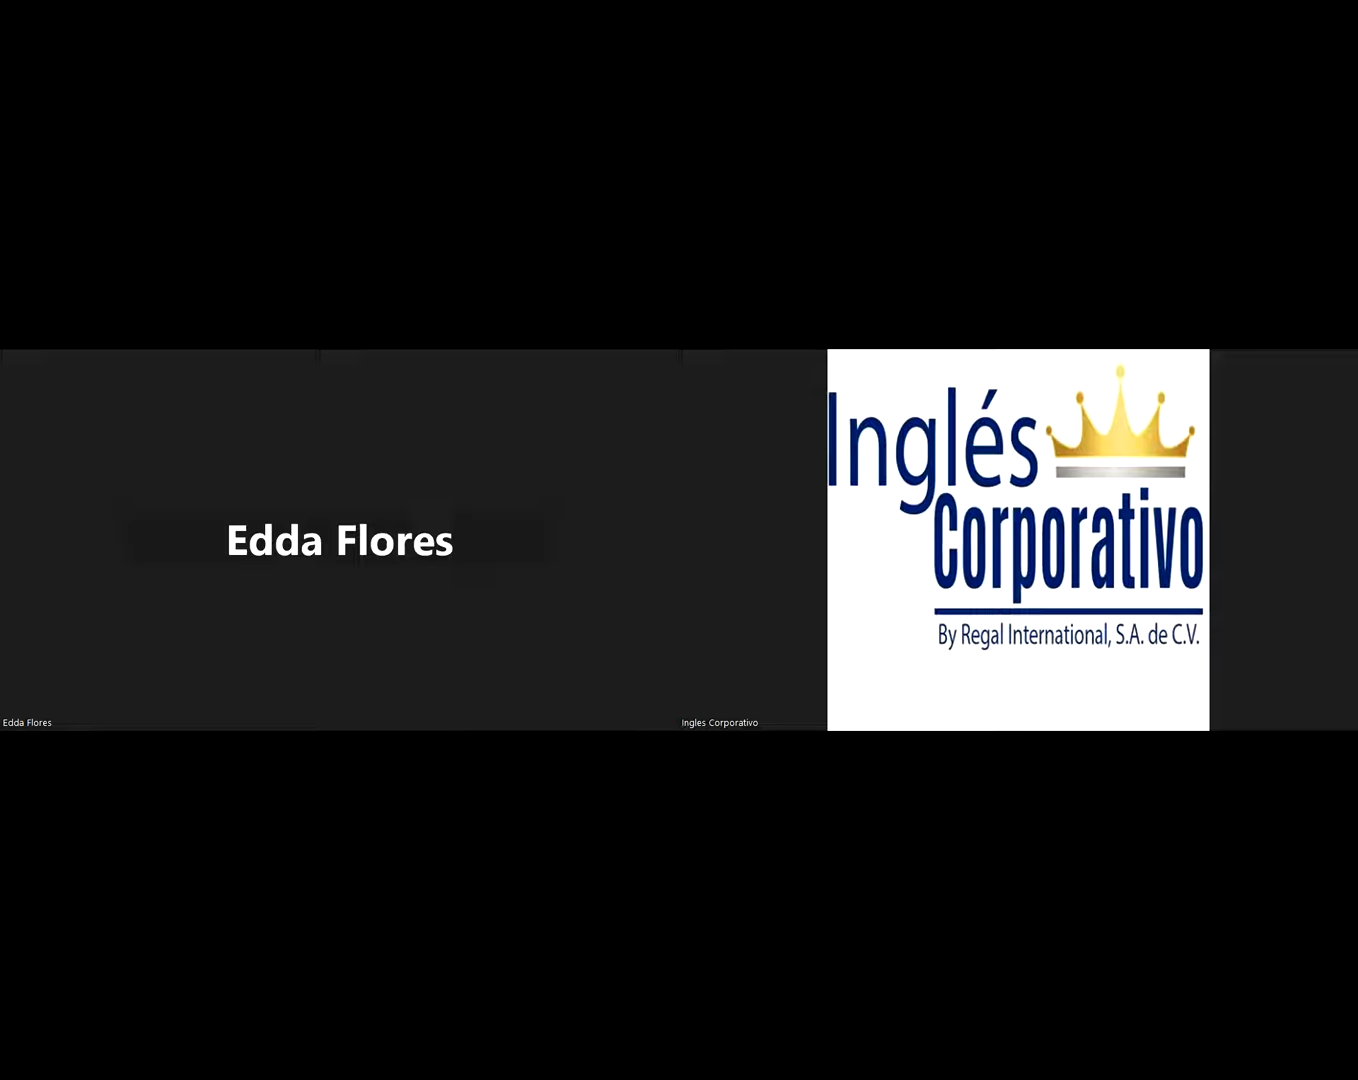 Edda Flores
Edda Flores
Inglés
Corporativo
By Regal International, S.A. de C.V.
Ingles Corporativo